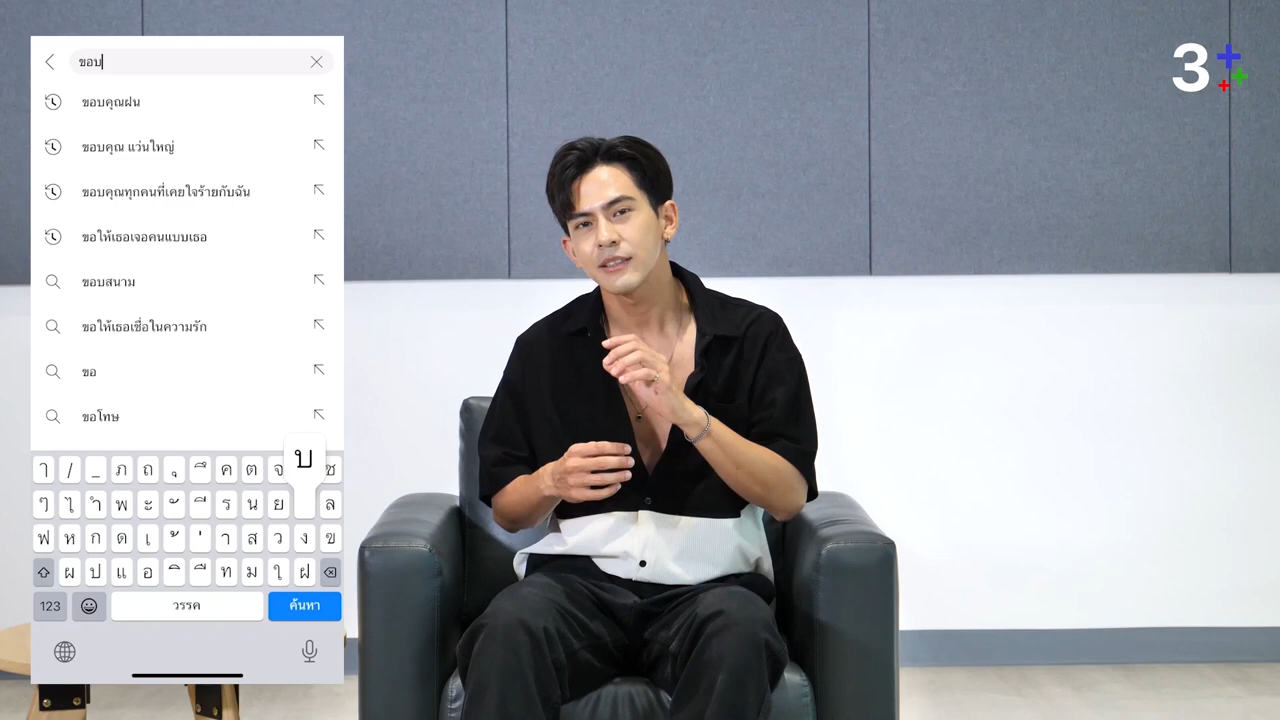 ขอบ
ขอบคุณฝน
ขอบคุณ แว่นใหญ่
ขอบคุณทุกคนที่เคยใจร้ายกับฉัน
ขอให้เธอเจอคนแบบเธอ
ขอบสนาม
ขอให้เธอเชื่อในความรัก
ขอ
ขอโทษ
3+++
ๅ / _ ภ ถ ุ ึ ค ต จ บ ช
ๆ ไ ำ พ ะ ั ี ร น ย ล
ฟ ห ก ด เ ้ ่ า ส ว ง ข
ผ ป แ อ ิ ื ท ม ใ ฝ
123 วรรค ค้นหา